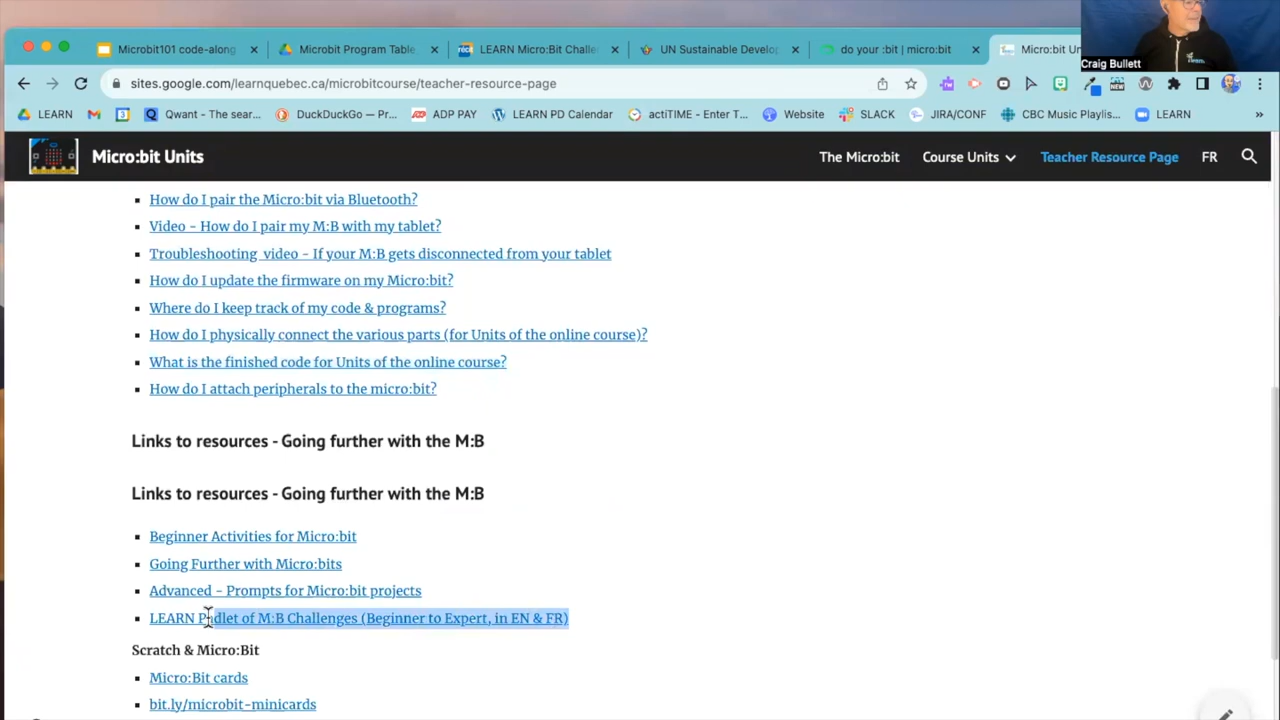 Microbit101 code-along
Microbit Program Table
LEARN Micro:Bit Challe
UN Sustainable Develo
do your :bit | micro:bit
Micro:bit Un
Craig Bullett
sites.google.com/learnquebec.ca/microbitcourse/teacher-resource-page
LEARN
Qwant - The sear...
DuckDuckGo — Pr...
ADP PAY
LEARN PD Calendar
actiTIME - Enter T...
Website
SLACK
JIRA/CONF
CBC Music Playlis...
LEARN
Micro:bit Units
The Micro:bit
Course Units
Teacher Resource Page
FR
How do I pair the Micro:bit via Bluetooth?
Video - How do I pair my M:B with my tablet?
Troubleshooting video - If your M:B gets disconnected from your tablet
How do I update the firmware on my Micro:bit?
Where do I keep track of my code & programs?
How do I physically connect the various parts (for Units of the online course)?
What is the finished code for Units of the online course?
How do I attach peripherals to the micro:bit?
Links to resources - Going further with the M:B
Links to resources - Going further with the M:B
Beginner Activities for Micro:bit
Going Further with Micro:bits
Advanced - Prompts for Micro:bit projects
LEARN Padlet of M:B Challenges (Beginner to Expert, in EN & FR)
Scratch & Micro:Bit
Micro:Bit cards
bit.ly/microbit-minicards